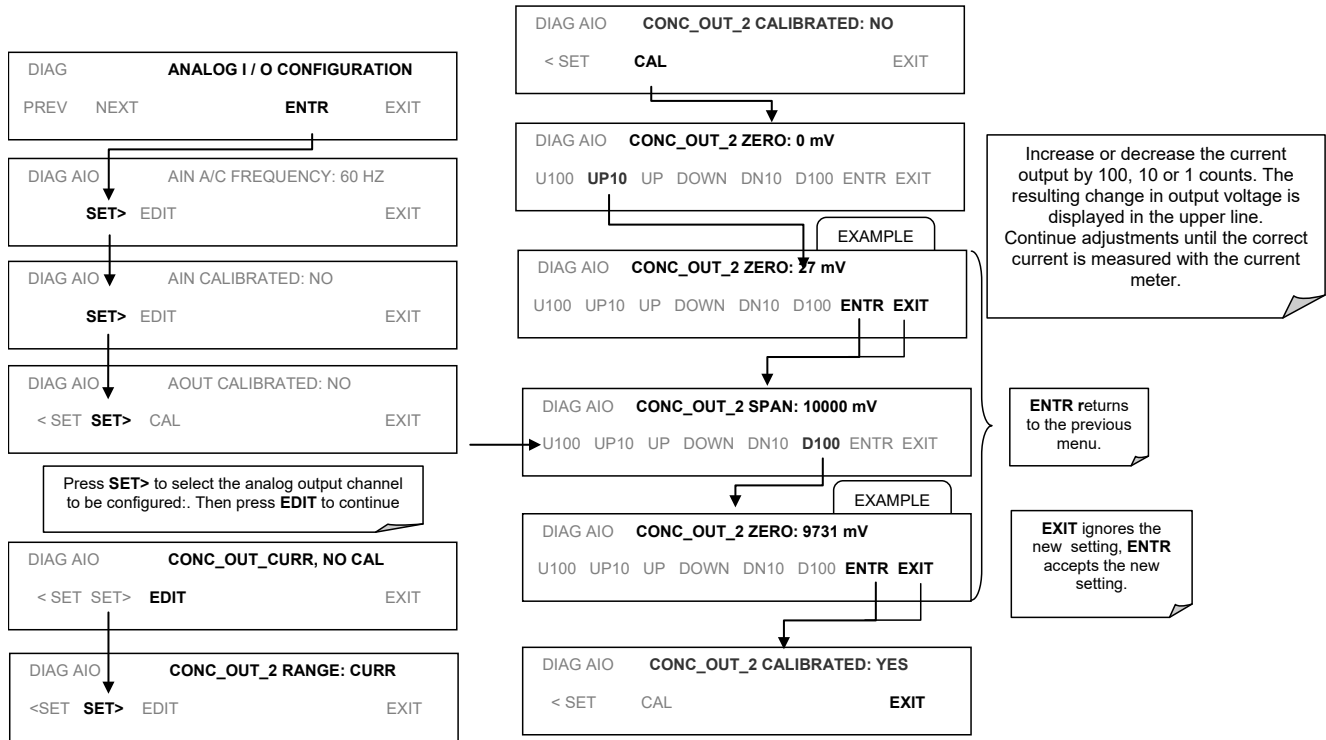 DIAG ANALOG I / O CONFIGURATION
PREV NEXT ENTR EXIT
DIAG AIO AIN A/C FREQUENCY: 60 HZ
SET> EDIT EXIT
DIAG AIO AIN CALIBRATED: NO
SET> EDIT EXIT
DIAG AIO AOUT CALIBRATED: NO
< SET SET> CAL EXIT
Press SET> to select the analog output channel
to be configured:. Then press EDIT to continue
DIAG AIO CONC_OUT_CURR, NO CAL
< SET SET> EDIT EXIT
DIAG AIO CONC_OUT_2 RANGE: CURR
<SET SET> EDIT EXIT
DIAG AIO CONC_OUT_2 CALIBRATED: NO
< SET CAL EXIT
DIAG AIO CONC_OUT_2 ZERO: 0 mV
U100 UP10 UP DOWN DN10 D100 ENTR EXIT
EXAMPLE
DIAG AIO CONC_OUT_2 ZERO: 27 mV
U100 UP10 UP DOWN DN10 D100 ENTR EXIT
DIAG AIO CONC_OUT_2 SPAN: 10000 mV
U100 UP10 UP DOWN DN10 D100 ENTR EXIT
EXAMPLE
DIAG AIO CONC_OUT_2 ZERO: 9731 mV
U100 UP10 UP DOWN DN10 D100 ENTR EXIT
DIAG AIO CONC_OUT_2 CALIBRATED: YES
< SET CAL EXIT
Increase or decrease the current
output by 100, 10 or 1 counts. The
resulting change in output voltage is
displayed in the upper line.
Continue adjustments until the correct
current is measured with the current
meter.
ENTR returns
to the previous
menu.
EXIT ignores the
new setting, ENTR
accepts the new
setting.